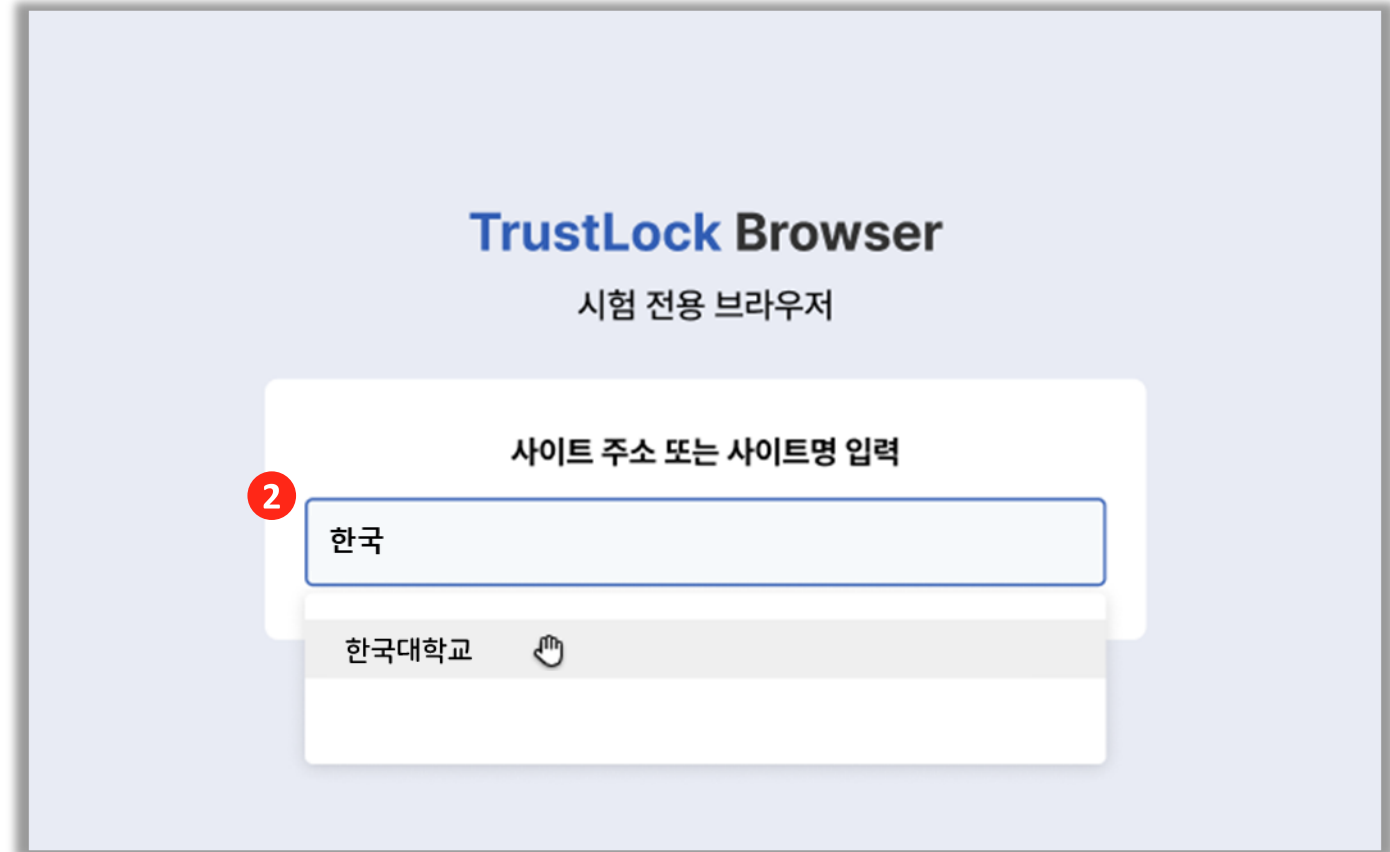 TrustLock Browser
시험 전용 브라우저
사이트 주소 또는 사이트명 입력
2
한국
한국대학교